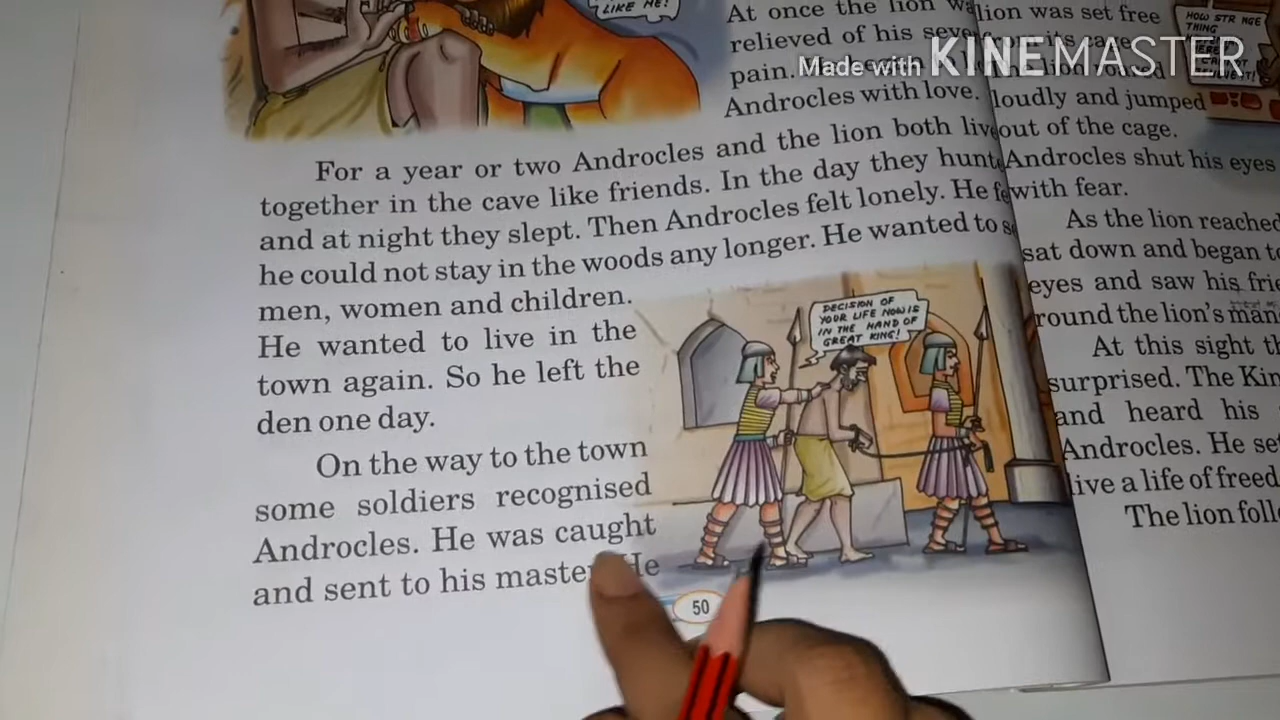 LIKE ME!
At once the lion
relieved of his
pain.
Androcles with love.
For a year or two Androcles and the lion both
together in the cave like friends. In the day they
and at night they slept. Then Androcles felt lonely. He
he could not stay in the woods any longer. He wanted to
men, women and children.
He wanted to live in the
town again. So he left the
den one day.
On the way to the town
some soldiers recognised
Androcles. He was caught
and sent to his master He
DECISION OF
YOUR LIFE NOW IS
IN THE HAND OF
GREAT KING!
50
lion was set free
loudly and jumped
out of the cage.
Androcles shut his eyes
with fear.
As the lion reached
sat down and began
eyes and saw his
round the lion's
At this sight
surprised. The
and heard his
Androcles. He
live a life of
The lion
HOW
THING
Made with KINEMASTER